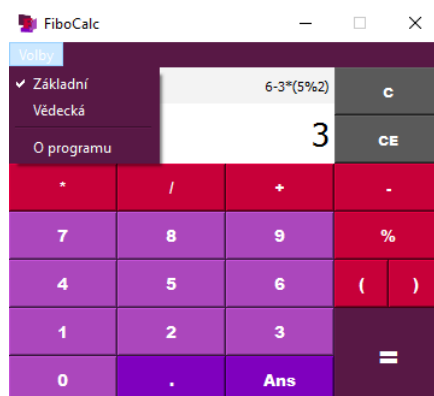 FiboCalc
Volby
Základní
Vědecká
O programu
6-3*(5%2)
3
C
CE
* / + -
7 8 9 %
4 5 6 ( )
1 2 3
=
0 . Ans